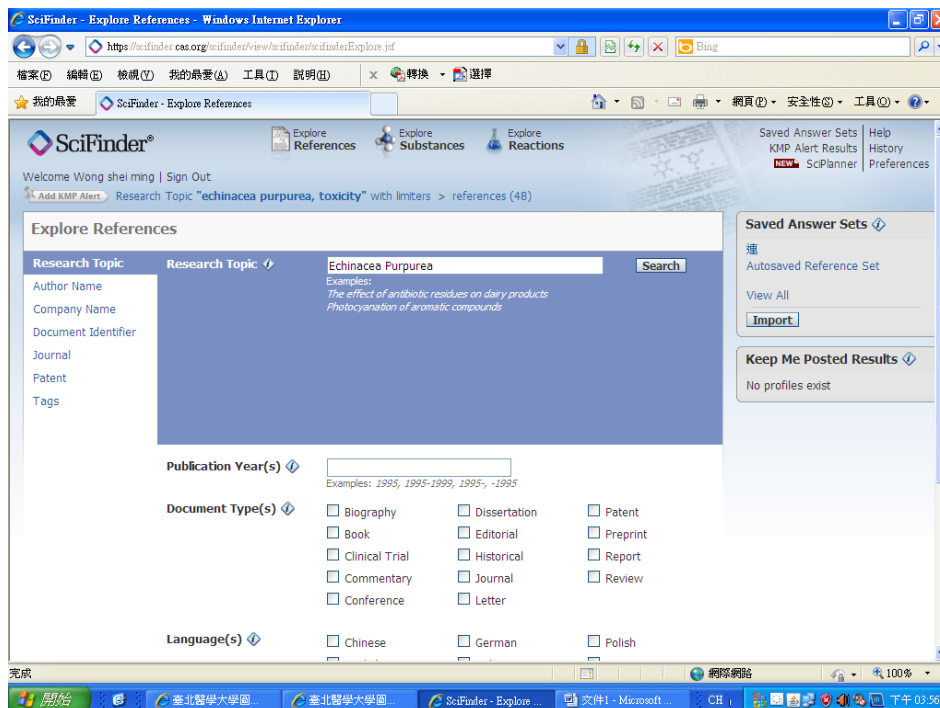 SciFinder - Explore References - Windows Internet Explorer
https://scifinder.cas.org/scifinder/view/scifinder/scifinderExplore.jsf
Bing
檔案(F) 編輯(E) 檢視(V) 我的最愛(A) 工具(T) 說明(H) x 轉換 選擇
我的最愛 SciFinder - Explore References 網頁(P) 安全性(S) 工具(O)
SciFinder®
Explore References
Explore Substances
Explore Reactions
Saved Answer Sets | Help
KMP Alert Results | History
NEW SciPlanner | Preferences
Welcome Wong shei ming | Sign Out
Add KMP Alert Research Topic "echinacea purpurea, toxicity" with limiters > references (48)
Explore References
Research Topic
Author Name
Company Name
Document Identifier
Journal
Patent
Tags
Research Topic Echinacea Purpurea Search
Examples:
The effect of antibiotic residues on dairy products
Photocyanation of aromatic compounds
Publication Year(s)
Examples: 1995, 1995-1999, 1995-, -1995
Document Type(s)
Biography Dissertation Patent
Book Editorial Preprint
Clinical Trial Historical Report
Commentary Journal Review
Conference Letter
Language(s) Chinese German Polish
Saved Answer Sets
連
Autosaved Reference Set
View All
Import
Keep Me Posted Results
No profiles exist
完成 網際網路 100%
開始 臺北醫學大學圖... 臺北醫學大學圖... SciFinder - Explore ... 文件1 - Microsoft ... CH 下午 03:56